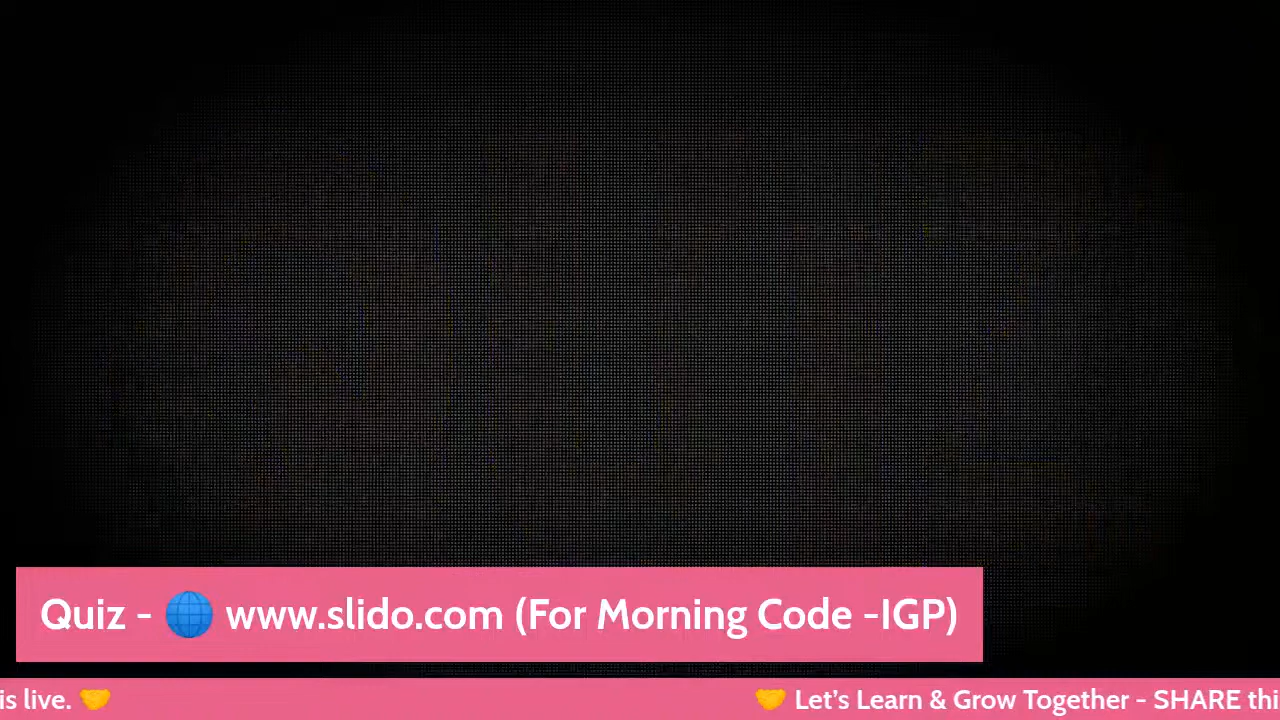 Quiz - 🌐 www.slido.com (For Morning Code -IGP)
is live. 🤝 🤝 Let's Learn & Grow Together - SHARE thi